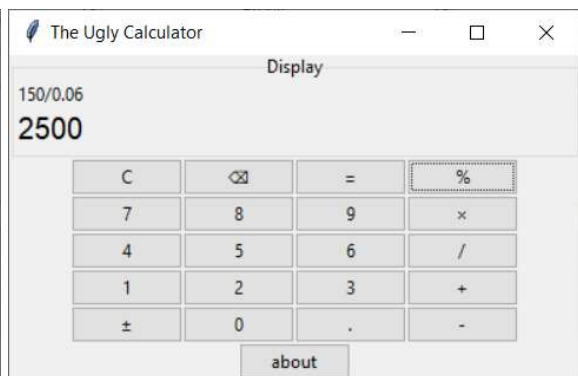 The Ugly Calculator
Display
150/0.06
2500
C ⌫ = %
7 8 9 ×
4 5 6 /
1 2 3 +
± 0 . -
about